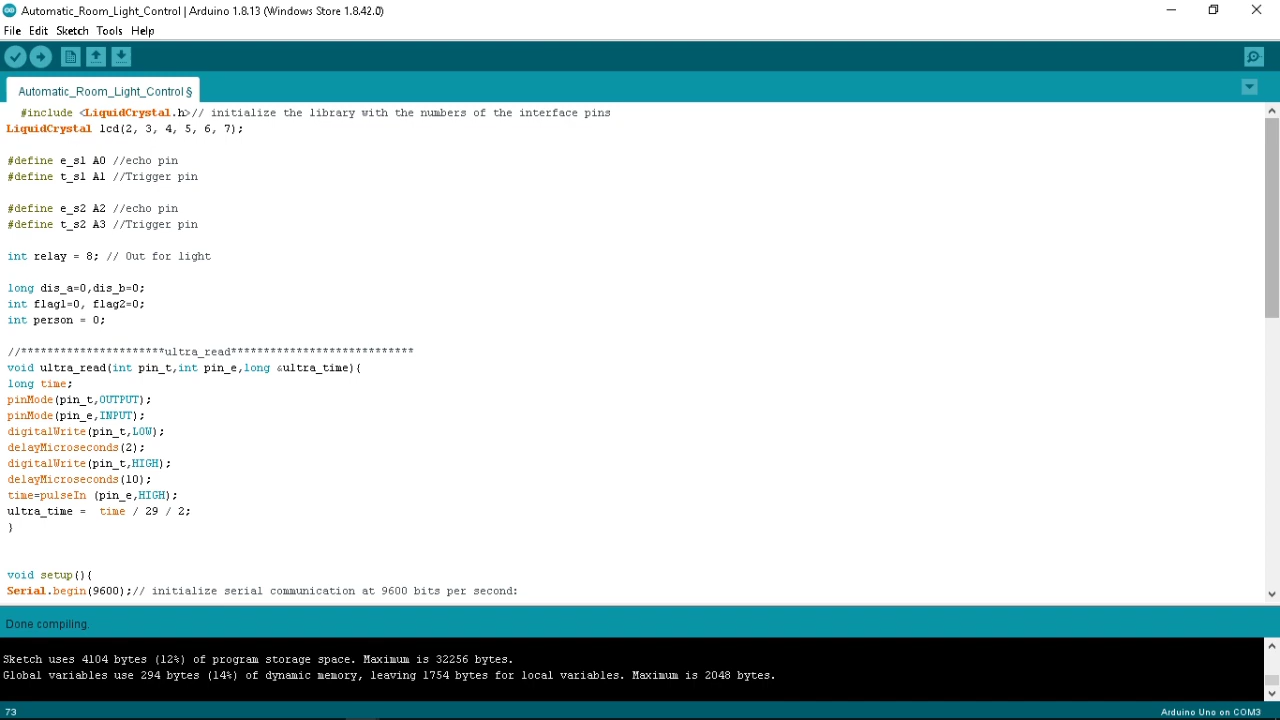 Automatic_Room_Light_Control | Arduino 1.8.13 (Windows Store 1.8.42.0)
File Edit Sketch Tools Help
Automatic_Room_Light_Control §
#include <LiquidCrystal.h>// initialize the library with the numbers of the interface pins
LiquidCrystal lcd(2, 3, 4, 5, 6, 7);
#define e_s1 A0 //echo pin
#define t_s1 A1 //Trigger pin
#define e_s2 A2 //echo pin
#define t_s2 A3 //Trigger pin
int relay = 8; // Out for light
long dis_a=0,dis_b=0;
int flag1=0, flag2=0;
int person = 0;
//**********************ultra_read****************************
void ultra_read(int pin_t,int pin_e,long &ultra_time){
long time;
pinMode(pin_t,OUTPUT);
pinMode(pin_e,INPUT);
digitalWrite(pin_t,LOW);
delayMicroseconds(2);
digitalWrite(pin_t,HIGH);
delayMicroseconds(10);
time=pulseIn (pin_e,HIGH);
ultra_time =  time / 29 / 2;
}
void setup(){
Serial.begin(9600);// initialize serial communication at 9600 bits per second:
Done compiling.
Sketch uses 4104 bytes (12%) of program storage space. Maximum is 32256 bytes.
Global variables use 294 bytes (14%) of dynamic memory, leaving 1754 bytes for local variables. Maximum is 2048 bytes.
73 Arduino Uno on COM3